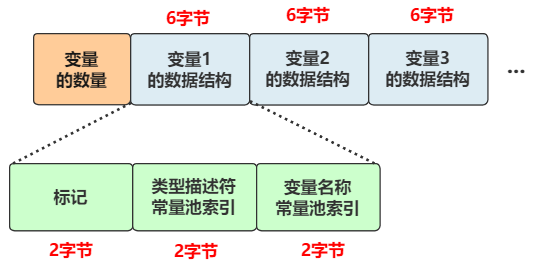 6字节
6字节
6字节
变量
的数量
变量1
的数据结构
变量2
的数据结构
变量3
的数据结构
...
标记
类型描述符
常量池索引
变量名称
常量池索引
2字节
2字节
2字节